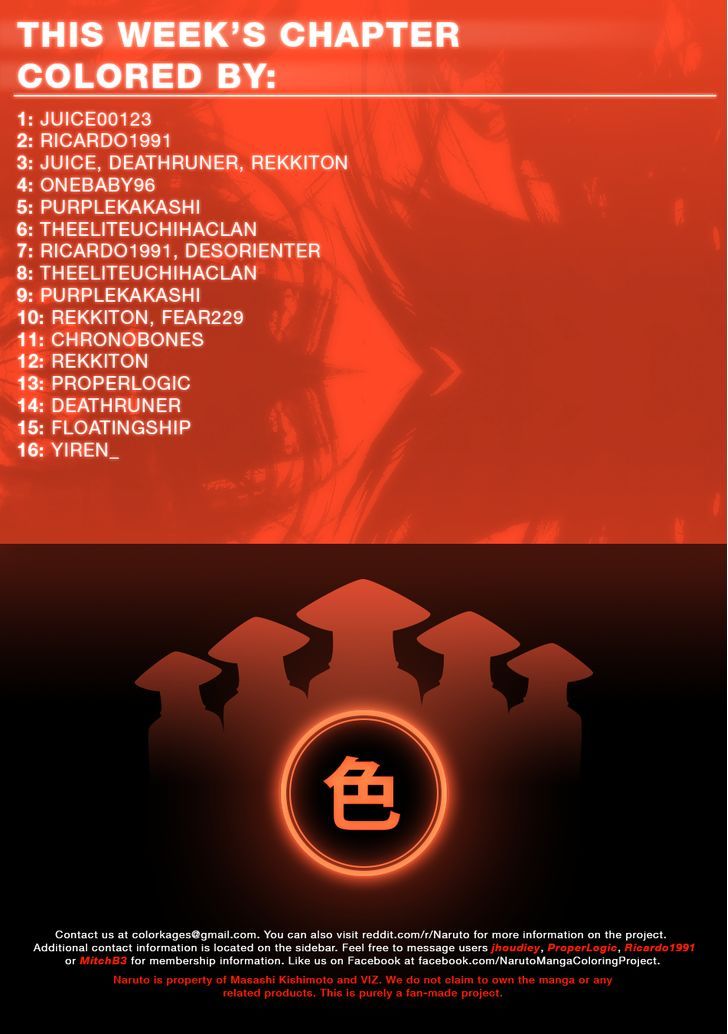 THIS WEEK'S CHAPTER
COLORED BY:
1: JUICE00123
2: RICARDO1991
3: JUICE, DEATHRUNER, REKKITON
4: ONEBABY96
5: PURPLEKAKASHI
6: THEELITEUCHIHACLAN
7: RICARDO1991, DESORIENTER
8: THEELITEUCHIHACLAN
9: PURPLEKAKASHI
10: REKKITON, FEAR229
11: CHRONOBONES
12: REKKITON
13: PROPERLOGIC
14: DEATHRUNER
15: FLOATINGSHIP
16: YIREN_
色
Contact us at colorkages@gmail.com. You can also visit reddit.com/r/Naruto for more information on the project.
Additional contact information is located on the sidebar. Feel free to message users jhoudiey, ProperLogic, Ricardo1991
or MitchB3 for membership information. Like us on Facebook at facebook.com/NarutoMangaColoringProject.
Naruto is property of Masashi Kishimoto and VIZ. We do not claim to own the manga or any
related products. This is purely a fan-made project.